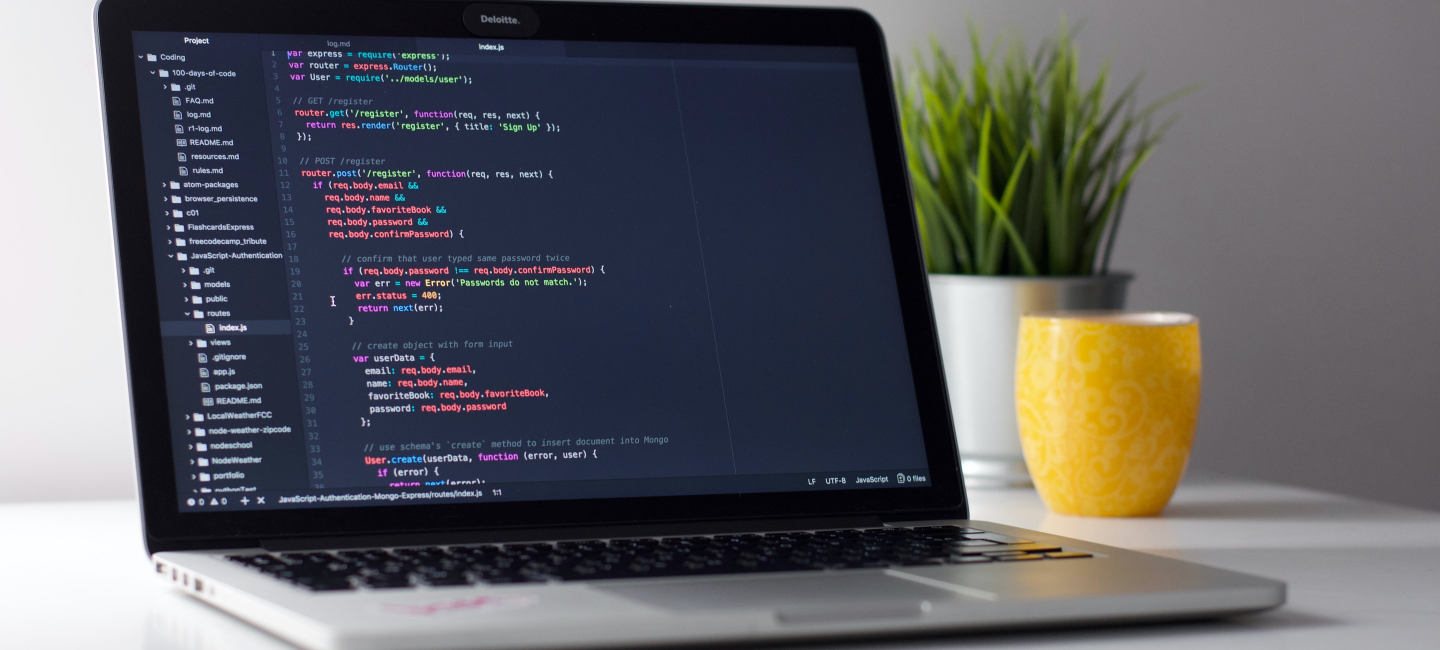 Deloitte.
Project
log.md
index.js
Coding
100-days-of-code
.git
FAQ.md
log.md
r1-log.md
README.md
resources.md
rules.md
atom-packages
browser_persistence
c01
FlashcardsExpress
freecodecamp_tribute
JavaScript-Authentication
.git
models
public
routes
index.js
views
.gitignore
app.js
package.json
README.md
LocalWeatherFCC
node-weather-zipcode
nodeschool
NodeWeather
portfolio
pythonTest
1 var express = require('express');
2 var router = express.Router();
3 var User = require('../models/user');
4
5 // GET /register
6 router.get('/register', function(req, res, next) {
7 return res.render('register', { title: 'Sign Up' });
8 });
9
10 // POST /register
11 router.post('/register', function(req, res, next) {
12 if (req.body.email &&
13 req.body.name &&
14 req.body.favoriteBook &&
15 req.body.password &&
16 req.body.confirmPassword) {
17
18 // confirm that user typed same password twice
19 if (req.body.password !== req.body.confirmPassword) {
20 var err = new Error('Passwords do not match.');
21 err.status = 400;
22 return next(err);
23 }
24
25 // create object with form input
26 var userData = {
27 email: req.body.email,
28 name: req.body.name,
29 favoriteBook: req.body.favoriteBook,
30 password: req.body.password
31 };
32
33 // use schema's `create` method to insert document into Mongo
34 User.create(userData, function (error, user) {
35 if (error) {
36 return next(error);
0 0 JavaScript-Authentication-Mongo-Express/routes/index.js 1:1 LF UTF-8 JavaScript 0 files